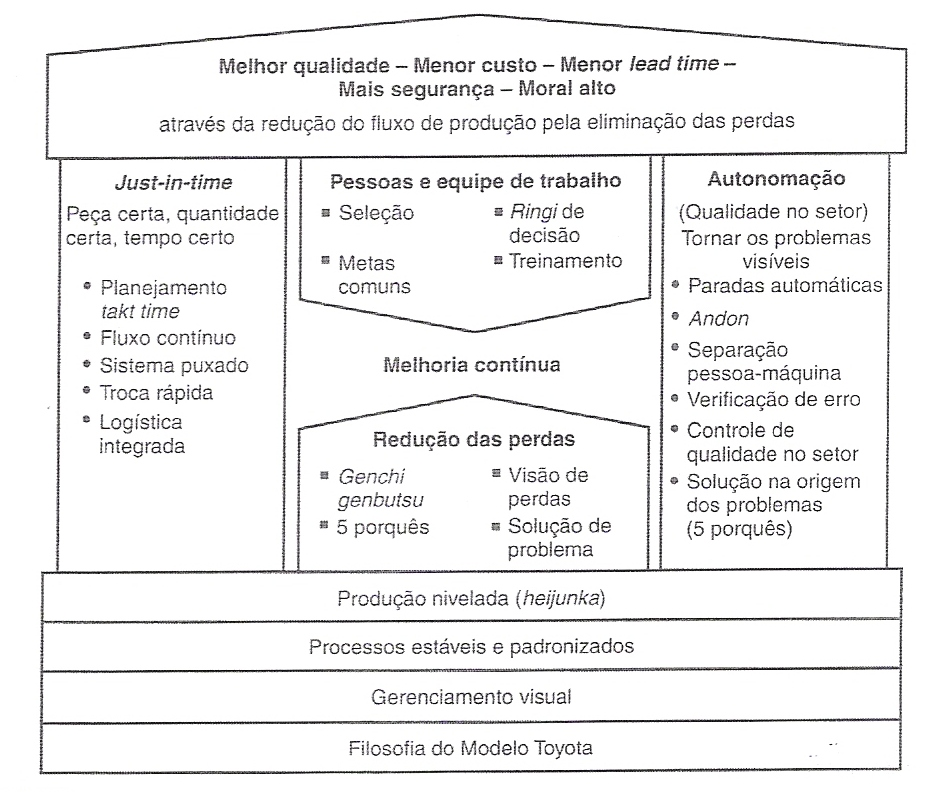 Melhor qualidade – Menor custo – Menor lead time –
Mais segurança – Moral alto
através da redução do fluxo de produção pela eliminação das perdas
Just-in-time
Peça certa, quantidade
certa, tempo certo
• Planejamento
takt time
• Fluxo contínuo
• Sistema puxado
• Troca rápida
• Logística
integrada
Pessoas e equipe de trabalho
▪ Seleção
▪ Ringi de
decisão
▪ Metas
comuns
▪ Treinamento
Melhoria contínua
Redução das perdas
▪ Genchi
genbutsu
▪ Visão de
perdas
▪ 5 porquês
▪ Solução de
problema
Autonomação
(Qualidade no setor)
Tornar os problemas
visíveis
• Paradas automáticas
• Andon
• Separação
pessoa-máquina
• Verificação de erro
• Controle de
qualidade no setor
• Solução na origem
dos problemas
(5 porquês)
Produção nivelada (heijunka)
Processos estáveis e padronizados
Gerenciamento visual
Filosofia do Modelo Toyota